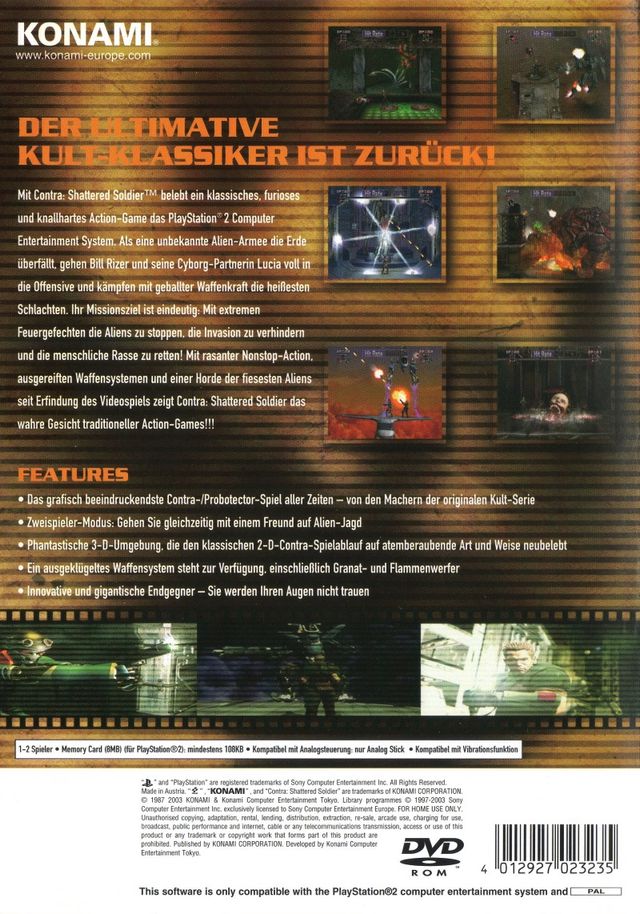 KONAMI
www.konami-europe.com
DER ULTIMATIVE
KULT-KLASSIKER IST ZURÜCK!
Mit Contra: Shattered Soldier™ belebt ein klassisches, furioses
und knallhartes Action-Game das PlayStation®2 Computer
Entertainment System. Als eine unbekannte Alien-Armee die Erde
überfällt, gehen Bill Rizer und seine Cyborg-Partnerin Lucia voll in
die Offensive und kämpfen mit geballter Waffenkraft die heißesten
Schlachten. Ihr Missionsziel ist eindeutig: Mit extremen
Feuergefechten die Aliens zu stoppen, die Invasion zu verhindern
und die menschliche Rasse zu retten! Mit rasanter Nonstop-Action,
ausgereiften Waffensystemen und einer Horde der fiesesten Aliens
seit Erfindung des Videospiels zeigt Contra: Shattered Soldier das
wahre Gesicht traditioneller Action-Games!!!
Hit Rate
Hit Rate
Hit Rate
Hit Rate
Hit Rate
Hit Rate
FEATURES
• Das grafisch beeindruckendste Contra-/Probotector-Spiel aller Zeiten – von den Machern der originalen Kult-Serie
• Zweispieler-Modus: Gehen Sie gleichzeitig mit einem Freund auf Alien-Jagd
• Phantastische 3-D-Umgebung, die den klassischen 2-D-Contra-Spielablauf auf atemberaubende Art und Weise neubelebt
• Ein ausgeklügeltes Waffensystem steht zur Verfügung, einschließlich Granat- und Flammenwerfer
• Innovative und gigantische Endgegner – Sie werden Ihren Augen nicht trauen
1-2 Spieler • Memory Card (8MB) (für PlayStation®2): mindestens 108KB • Kompatibel mit Analogsteuerung: nur Analog Stick • Kompatibel mit Vibrationsfunktion
" " and "PlayStation" are registered trademarks of Sony Computer Entertainment Inc. All Rights Reserved.
Made in Austria. " ", "KONAMI", and "Contra: Shattered Soldier" are trademarks of KONAMI CORPORATION.
© 1987 2003 KONAMI & Konami Computer Entertainment Tokyo. Library programmes © 1997-2003 Sony
Computer Entertainment Inc. exclusively licensed to Sony Computer Entertainment Europe. FOR HOME USE ONLY.
Unauthorised copying, adaptation, rental, lending, distribution, extraction, re-sale, arcade use, charging for use,
broadcast, public performance and internet, cable or any telecommunications transmission, access or use of this
product or any trademark or copyright work that forms part of this product are
prohibited. Published by KONAMI CORPORATION. Developed by Konami Computer
Entertainment Tokyo.
DVD
ROM
4 012927 023235
This software is only compatible with the PlayStation®2 computer entertainment system and PAL